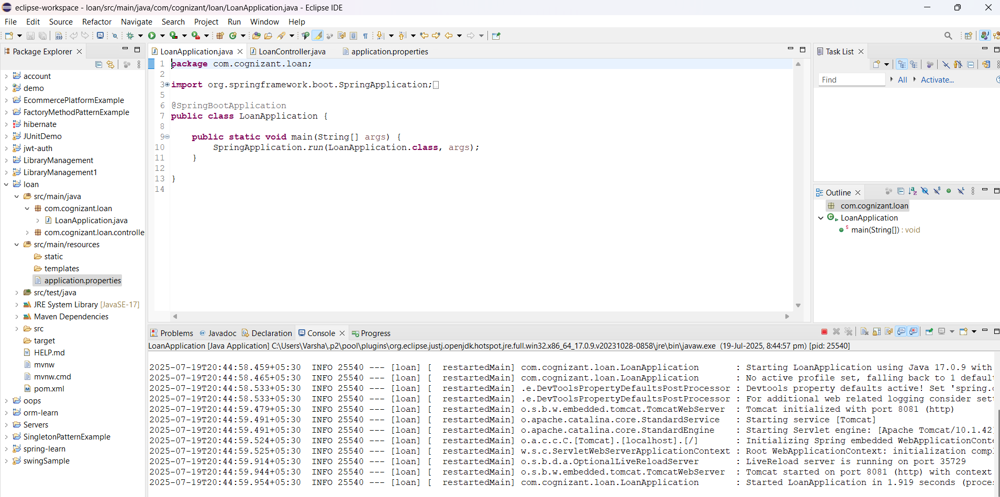 eclipse-workspace - loan/src/main/java/com/cognizant/loan/LoanApplication.java - Eclipse IDE
File Edit Source Refactor Navigate Search Project Run Window Help
Package Explorer
account
demo
EcommercePlatformExample
FactoryMethodPatternExample
hibernate
JUnitDemo
jwt-auth
LibraryManagement
LibraryManagement1
loan
src/main/java
com.cognizant.loan
LoanApplication.java
com.cognizant.loan.controlle
src/main/resources
static
templates
application.properties
src/test/java
JRE System Library [JavaSE-17]
Maven Dependencies
src
target
HELP.md
mvnw
mvnw.cmd
pom.xml
oops
orm-learn
Servers
SingletonPatternExample
spring-learn
swingSample
LoanApplication.java LoanController.java application.properties
1 package com.cognizant.loan;
2
3 import org.springframework.boot.SpringApplication;
5
6 @SpringBootApplication
7 public class LoanApplication {
8
9 public static void main(String[] args) {
10 SpringApplication.run(LoanApplication.class, args);
11 }
12
13 }
14
Task List
Find All Activate...
Outline
com.cognizant.loan
LoanApplication
main(String[]) : void
Problems Javadoc Declaration Console Progress
LoanApplication [Java Application] C:\Users\Varsha\.p2\pool\plugins\org.eclipse.justj.openjdk.hotspot.jre.full.win32.x86_64_17.0.9.v20231028-0858\jre\bin\javaw.exe (19-Jul-2025, 8:44:57 pm) [pid: 25540]
2025-07-19T20:44:58.459+05:30 INFO 25540 --- [loan] [ restartedMain] com.cognizant.loan.LoanApplication : Starting LoanApplication using Java 17.0.9 with
2025-07-19T20:44:58.465+05:30 INFO 25540 --- [loan] [ restartedMain] com.cognizant.loan.LoanApplication : No active profile set, falling back to 1 defaul
2025-07-19T20:44:58.533+05:30 INFO 25540 --- [loan] [ restartedMain] .e.DevToolsPropertyDefaultsPostProcessor : Devtools property defaults active! Set 'spring.
2025-07-19T20:44:58.533+05:30 INFO 25540 --- [loan] [ restartedMain] .e.DevToolsPropertyDefaultsPostProcessor : For additional web related logging consider set
2025-07-19T20:44:59.479+05:30 INFO 25540 --- [loan] [ restartedMain] o.s.b.w.embedded.tomcat.TomcatWebServer : Tomcat initialized with port 8081 (http)
2025-07-19T20:44:59.491+05:30 INFO 25540 --- [loan] [ restartedMain] o.apache.catalina.core.StandardService : Starting service [Tomcat]
2025-07-19T20:44:59.491+05:30 INFO 25540 --- [loan] [ restartedMain] o.apache.catalina.core.StandardEngine : Starting Servlet engine: [Apache Tomcat/10.1.42]
2025-07-19T20:44:59.524+05:30 INFO 25540 --- [loan] [ restartedMain] o.a.c.c.C.[Tomcat].[localhost].[/] : Initializing Spring embedded WebApplicationConte
2025-07-19T20:44:59.525+05:30 INFO 25540 --- [loan] [ restartedMain] w.s.c.ServletWebServerApplicationContext : Root WebApplicationContext: initialization comp
2025-07-19T20:44:59.914+05:30 INFO 25540 --- [loan] [ restartedMain] o.s.b.d.a.OptionalLiveReloadServer : LiveReload server is running on port 35729
2025-07-19T20:44:59.944+05:30 INFO 25540 --- [loan] [ restartedMain] o.s.b.w.embedded.tomcat.TomcatWebServer : Tomcat started on port 8081 (http) with context
2025-07-19T20:44:59.954+05:30 INFO 25540 --- [loan] [ restartedMain] com.cognizant.loan.LoanApplication : Started LoanApplication in 1.919 seconds (proce